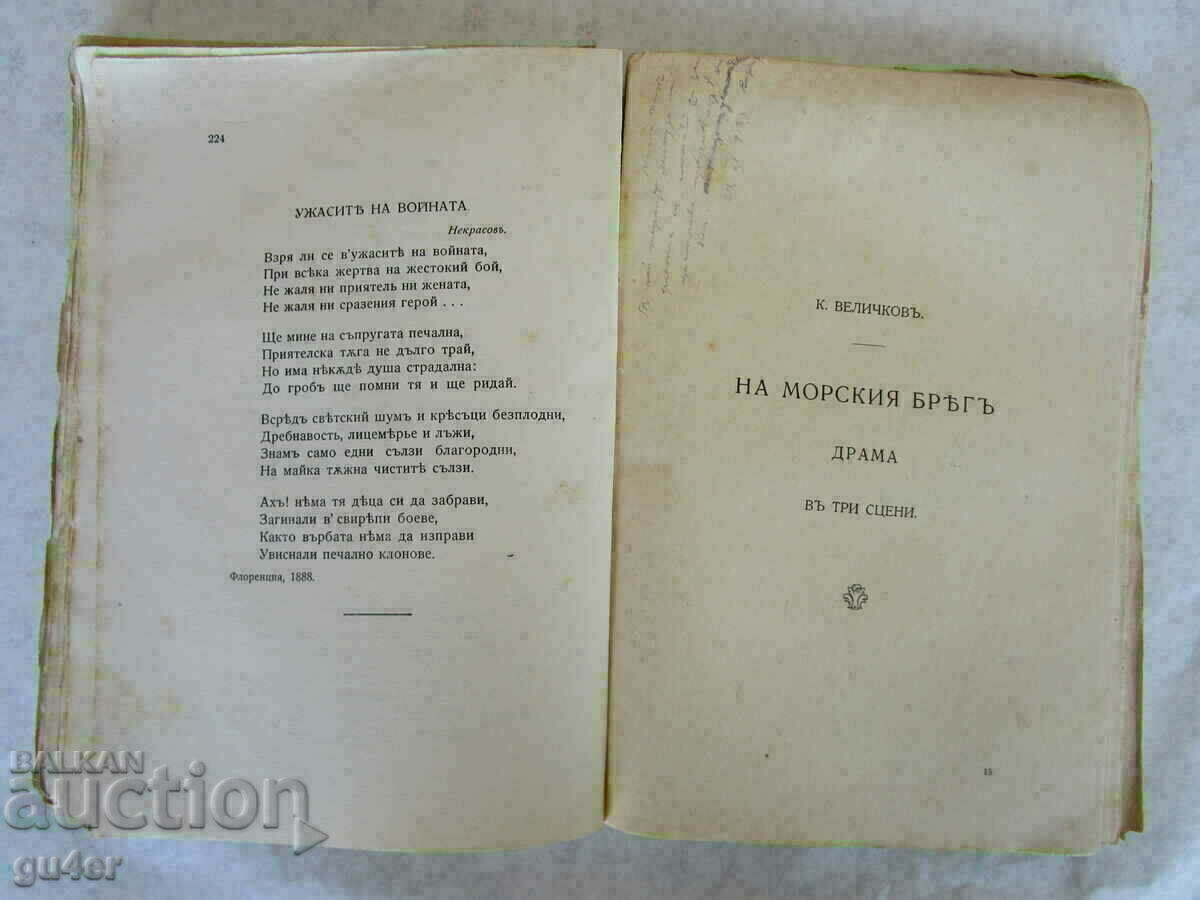 224
УЖАСИТѢ НА ВОЙНАТА
Некрасовъ.
Взря ли се в'ужаситѣ на войната,
При всѣка жертва на жестокий бой,
Не жаля ни приятель ни жената,
Не жаля ни сразения герой . . .
Ще мине на съпругата печална,
Приятелска тѫга не дълго трай,
Но има нѣкѫдѣ душа страдална:
До гробъ ще помни тя и ще ридай.
Всрѣдъ свѣтский шумъ и крѣсъци безплодни,
Дребнавость, лицемѣрье и лъжи,
Знамъ само едни сълзи благородни,
На майка тѫжна чиститѣ сълзи.
Ахъ! нѣма тя дѣца си да забрави,
Загинали в' свирѣпи боеве,
Както върбата нѣма да изправи
Увиснали печално клонове.
Флоренция, 1888.
К. ВЕЛИЧКОВЪ.
НА МОРСКИЯ БРѢГЪ
ДРАМА
ВЪ ТРИ СЦЕНИ.
15
BALKAN
auction
gu4er